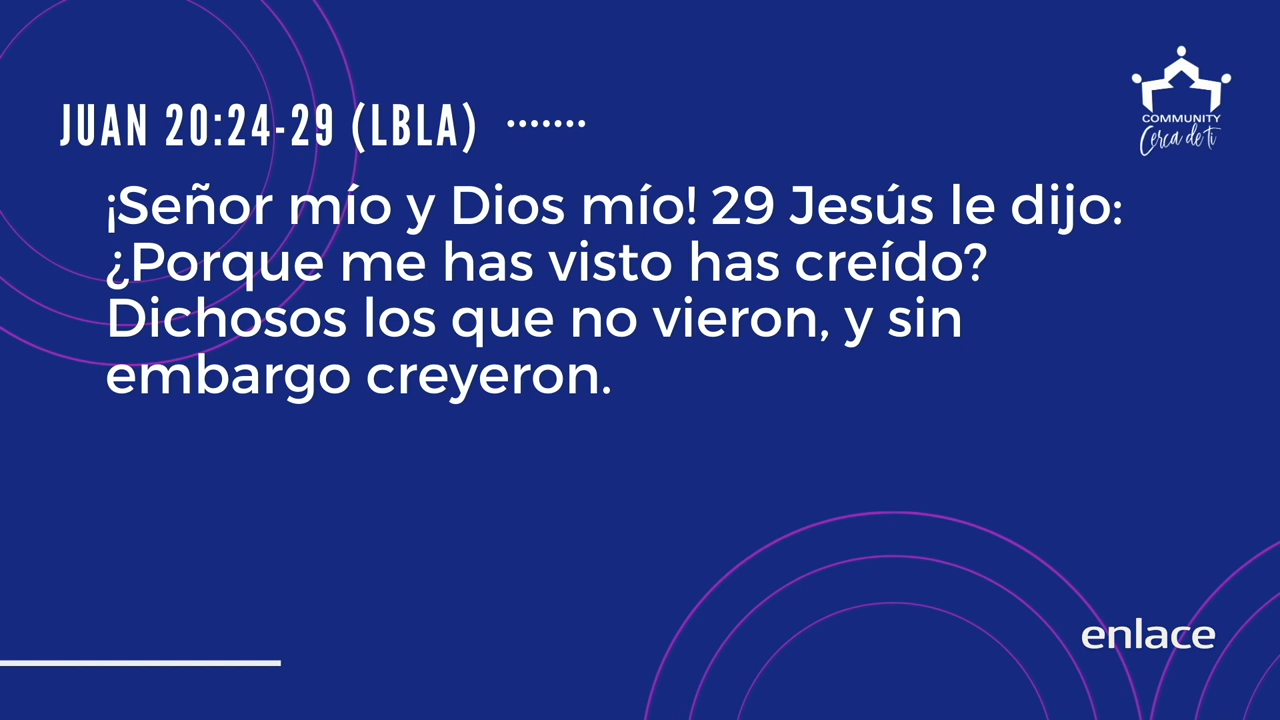 JUAN 20:24-29 (LBLA) .......
COMMUNITY
Cerca de ti
¡Señor mío y Dios mío! 29 Jesús le dijo:
¿Porque me has visto has creído?
Dichosos los que no vieron, y sin
embargo creyeron.
enlace